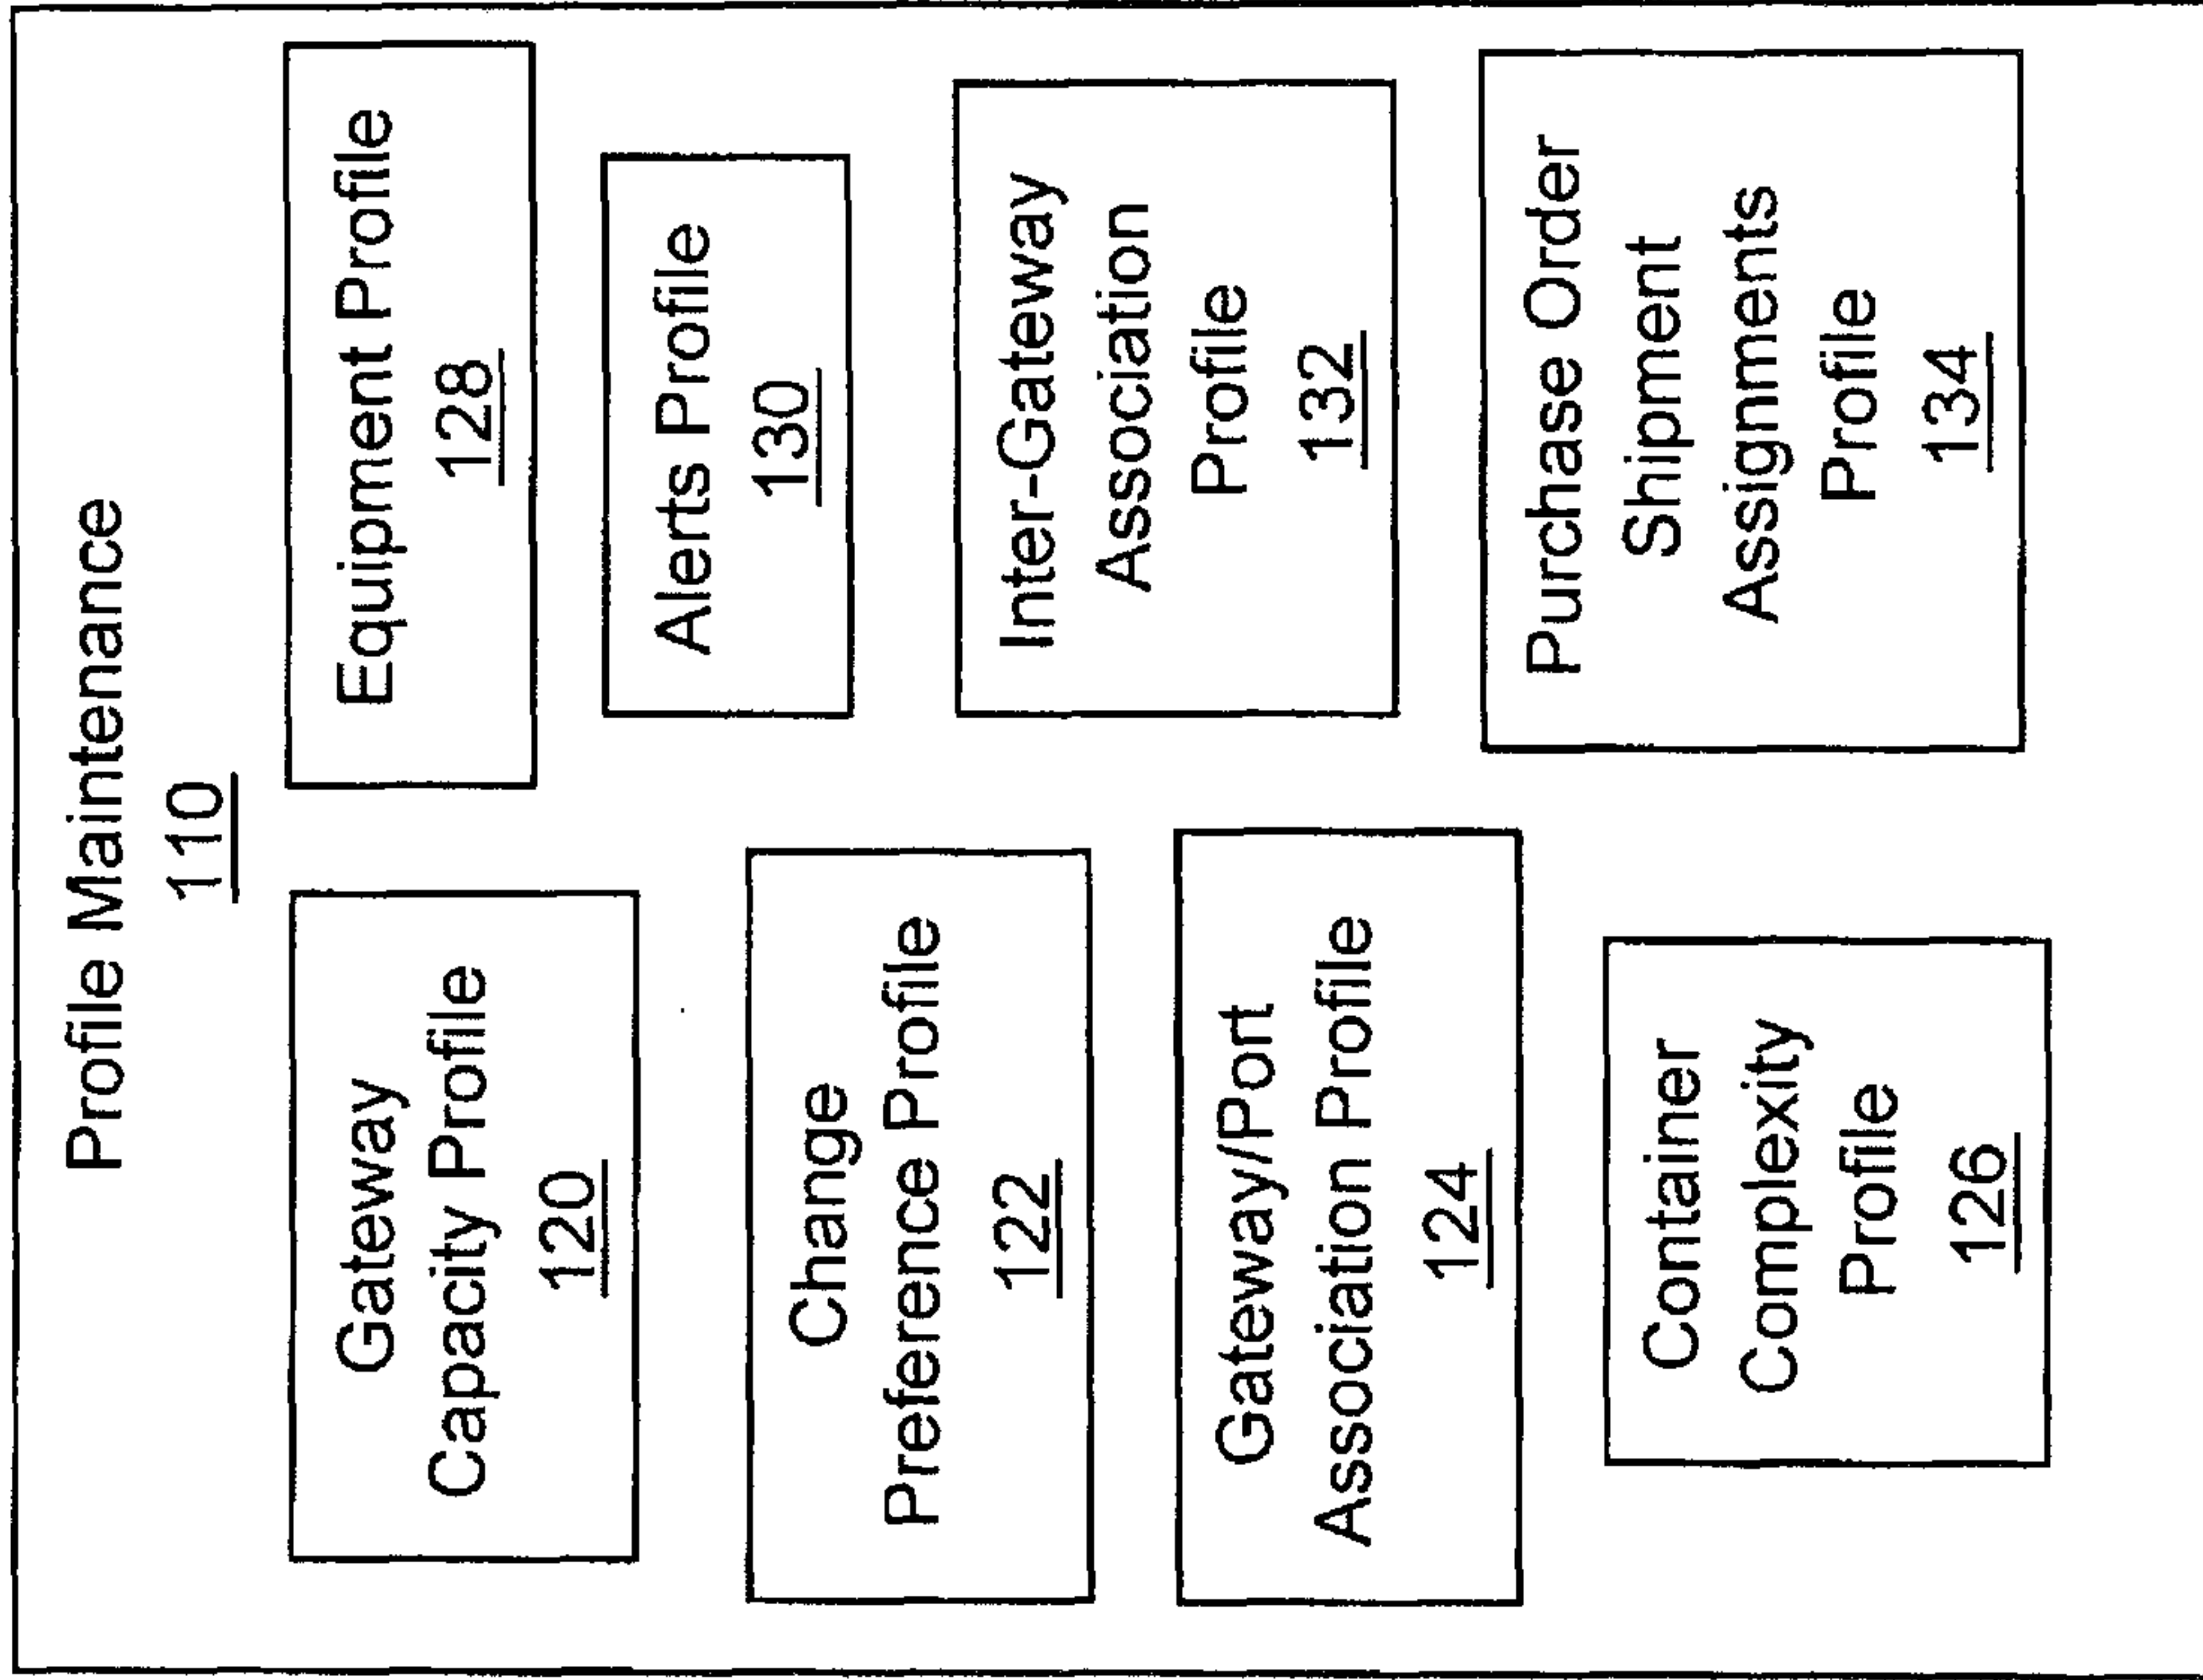 Profile Maintenance
110
Gateway
Capacity Profile
120
Change
Preference Profile
122
Gateway/Port
Association Profile
124
Container
Complexity
Profile
126
Equipment Profile
128
Alerts Profile
130
Inter-Gateway
Association
Profile
132
Purchase Order
Shipment
Assignments
Profile
134